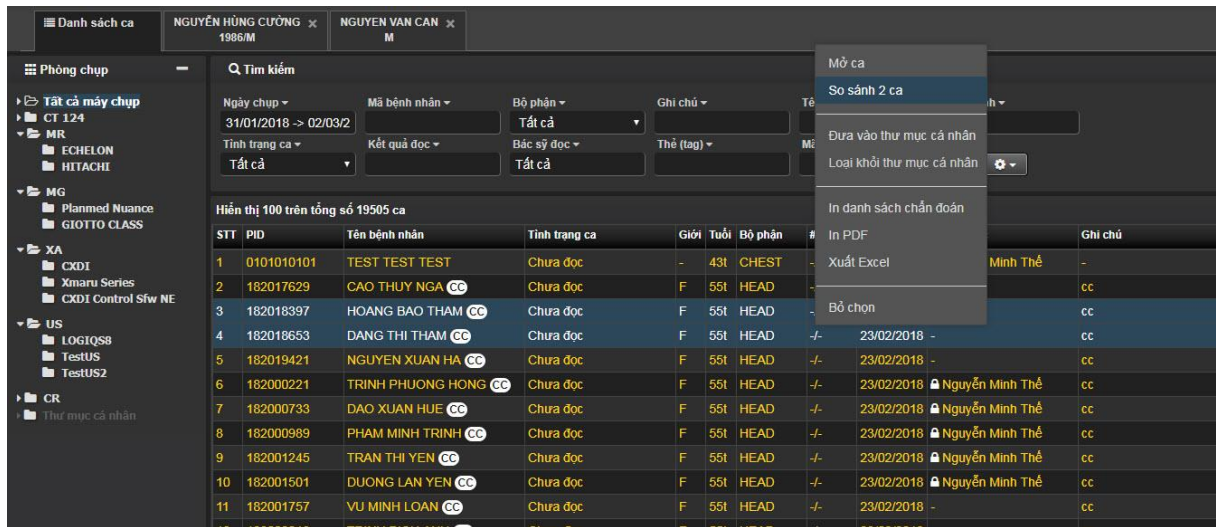 Danh sách ca
NGUYỄN HÙNG CƯỜNG ×
1986/M
NGUYEN VAN CAN ×
M
Phòng chụp
Tất cả máy chụp
CT 124
MR
ECHELON
HITACHI
MG
Planmed Nuance
GIOTTO CLASS
XA
CXDI
Xmaru Series
CXDI Control Sfw NE
US
LOGIQS8
TestUS
TestUS2
CR
Thư mục cá nhân
Tìm kiếm
Ngày chụp Mã bệnh nhân Bộ phận Ghi chú
31/01/2018 -> 02/03/2 Tất cả
Tình trạng ca Kết quả đọc Bác sỹ đọc Thẻ (tag)
Tất cả Tất cả
Mở ca
So sánh 2 ca
Đưa vào thư mục cá nhân
Loại khỏi thư mục cá nhân
In danh sách chẩn đoán
In PDF
Xuất Excel
Bỏ chọn
Hiển thị 100 trên tổng số 19505 ca
STT PID Tên bệnh nhân Tình trạng ca Giới Tuổi Bộ phận # Ghi chú
1 0101010101 TEST TEST TEST Chưa đọc - 43t CHEST Minh Thế -
2 182017629 CAO THUY NGA CC Chưa đọc F 55t HEAD cc
3 182018397 HOANG BAO THAM CC Chưa đọc F 55t HEAD cc
4 182018653 DANG THI THAM CC Chưa đọc F 55t HEAD -/- 23/02/2018 - cc
5 182019421 NGUYEN XUAN HA CC Chưa đọc F 55t HEAD -/- 23/02/2018 - cc
6 182000221 TRINH PHUONG HONG CC Chưa đọc F 55t HEAD -/- 23/02/2018 Nguyễn Minh Thế cc
7 182000733 DAO XUAN HUE CC Chưa đọc F 55t HEAD -/- 23/02/2018 Nguyễn Minh Thế cc
8 182000989 PHAM MINH TRINH CC Chưa đọc F 55t HEAD -/- 23/02/2018 Nguyễn Minh Thế cc
9 182001245 TRAN THI YEN CC Chưa đọc F 55t HEAD -/- 23/02/2018 Nguyễn Minh Thế cc
10 182001501 DUONG LAN YEN CC Chưa đọc F 55t HEAD -/- 23/02/2018 Nguyễn Minh Thế cc
11 182001757 VU MINH LOAN CC Chưa đọc F 55t HEAD -/- 23/02/2018 - cc